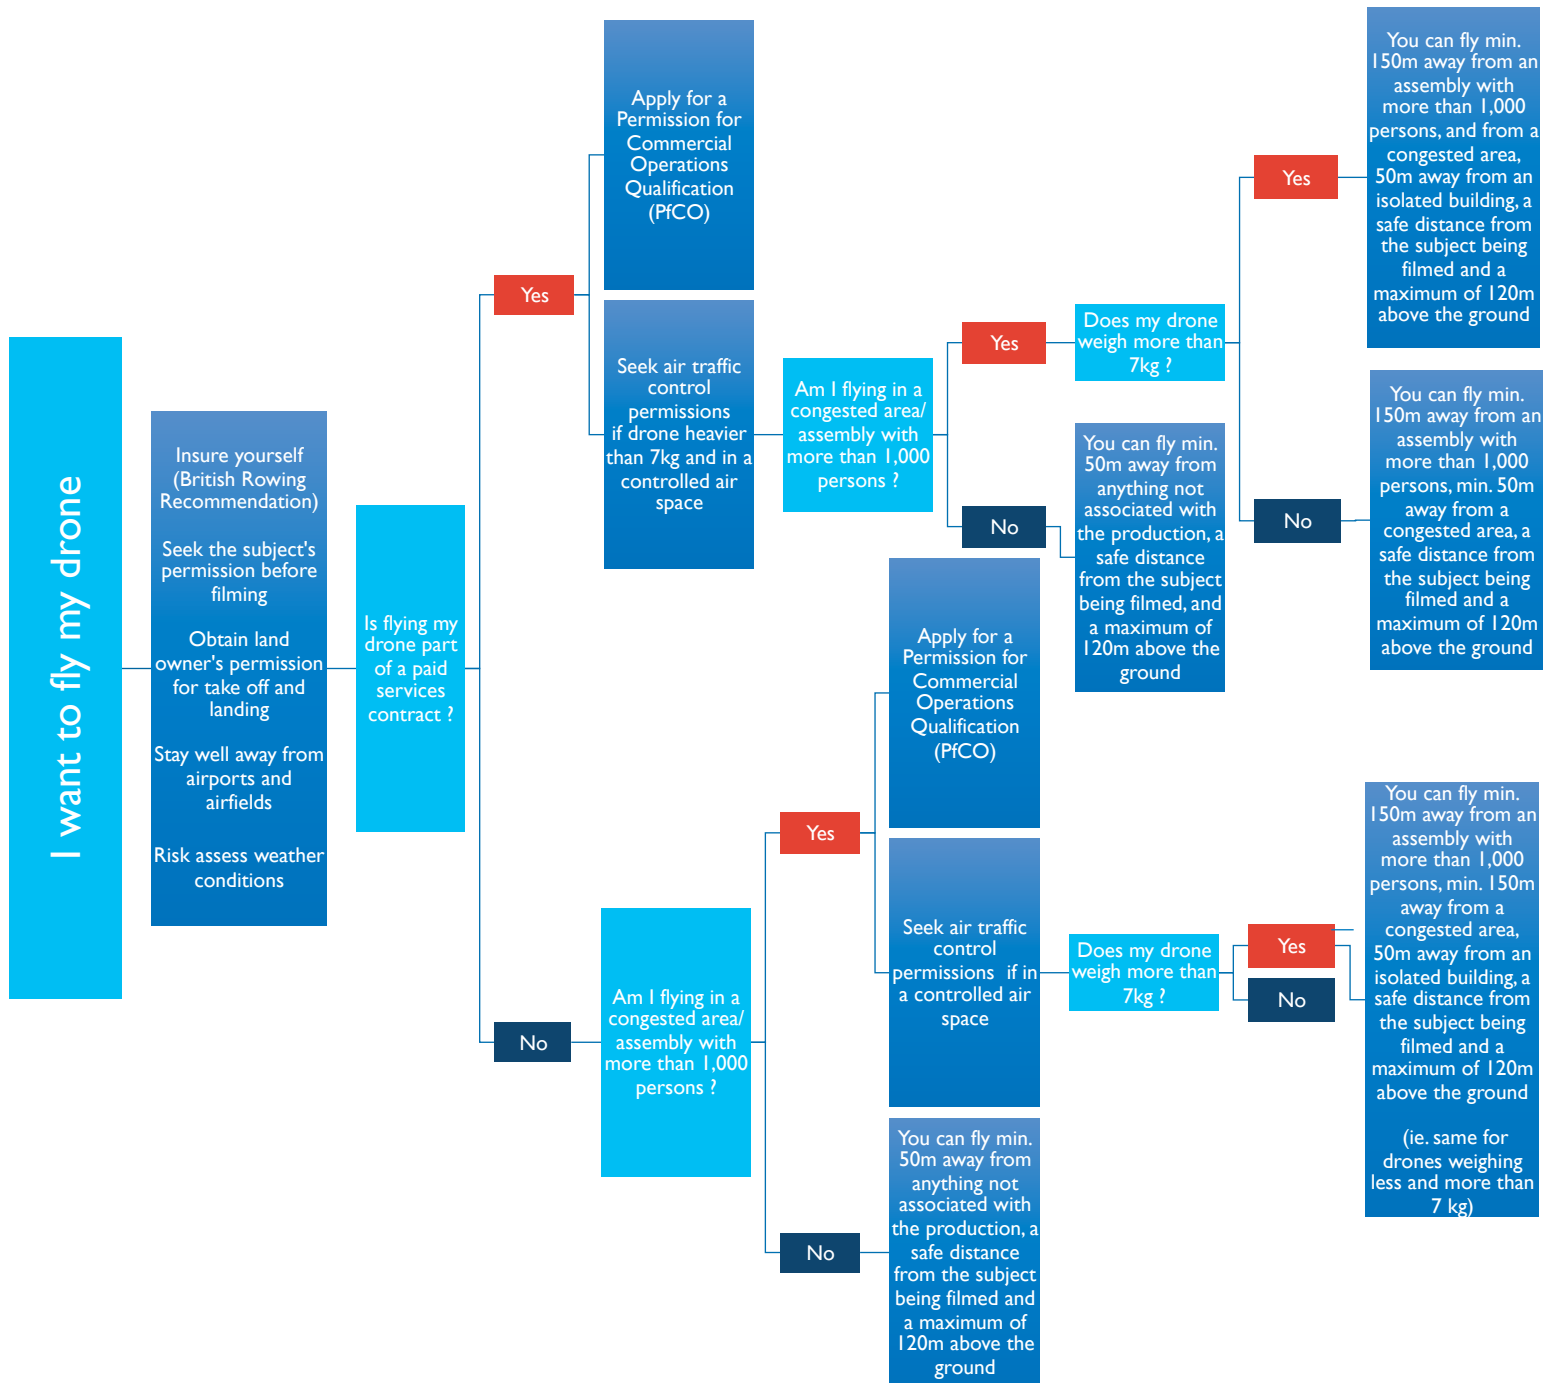 I want to fly my drone
Insure yourself
(British Rowing
Recommendation)
Seek the subject's
permission before
filming
Obtain land
owner's permission
for take off and
landing
Stay well away from
airports and
airfields
Risk assess weather
conditions
Is flying my
drone part
of a paid
services
contract ?
Yes
Apply for a
Permission for
Commercial
Operations
Qualification
(PfCO)
Seek air traffic
control
permissions
if drone heavier
than 7kg and in a
controlled air
space
Am I flying in a
congested area/
assembly with
more than 1,000
persons ?
Yes
Does my drone
weigh more than
7kg ?
Yes
You can fly min.
150m away from an
assembly with
more than 1,000
persons, and from a
congested area,
50m away from an
isolated building, a
safe distance from
the subject being
filmed and a
maximum of 120m
above the ground
No
You can fly min.
150m away from an
assembly with
more than 1,000
persons, min. 50m
away from a
congested area, a
safe distance from
the subject being
filmed and a
maximum of 120m
above the ground
No
You can fly min.
50m away from
anything not
associated with
the production, a
safe distance
from the subject
being filmed, and
a maximum of
120m above the
ground
No
Am I flying in a
congested area/
assembly with
more than 1,000
persons ?
Yes
Apply for a
Permission for
Commercial
Operations
Qualification
(PfCO)
Seek air traffic
control
permissions if in
a controlled air
space
Does my drone
weigh more than
7kg ?
Yes
No
You can fly min.
150m away from an
assembly with
more than 1,000
persons, min. 150m
away from a
congested area,
50m away from an
isolated building, a
safe distance from
the subject being
filmed and a
maximum of 120m
above the ground
(ie. same for
drones weighing
less and more than
7 kg)
No
You can fly min.
50m away from
anything not
associated with
the production, a
safe distance
from the subject
being filmed and
a maximum of
120m above the
ground